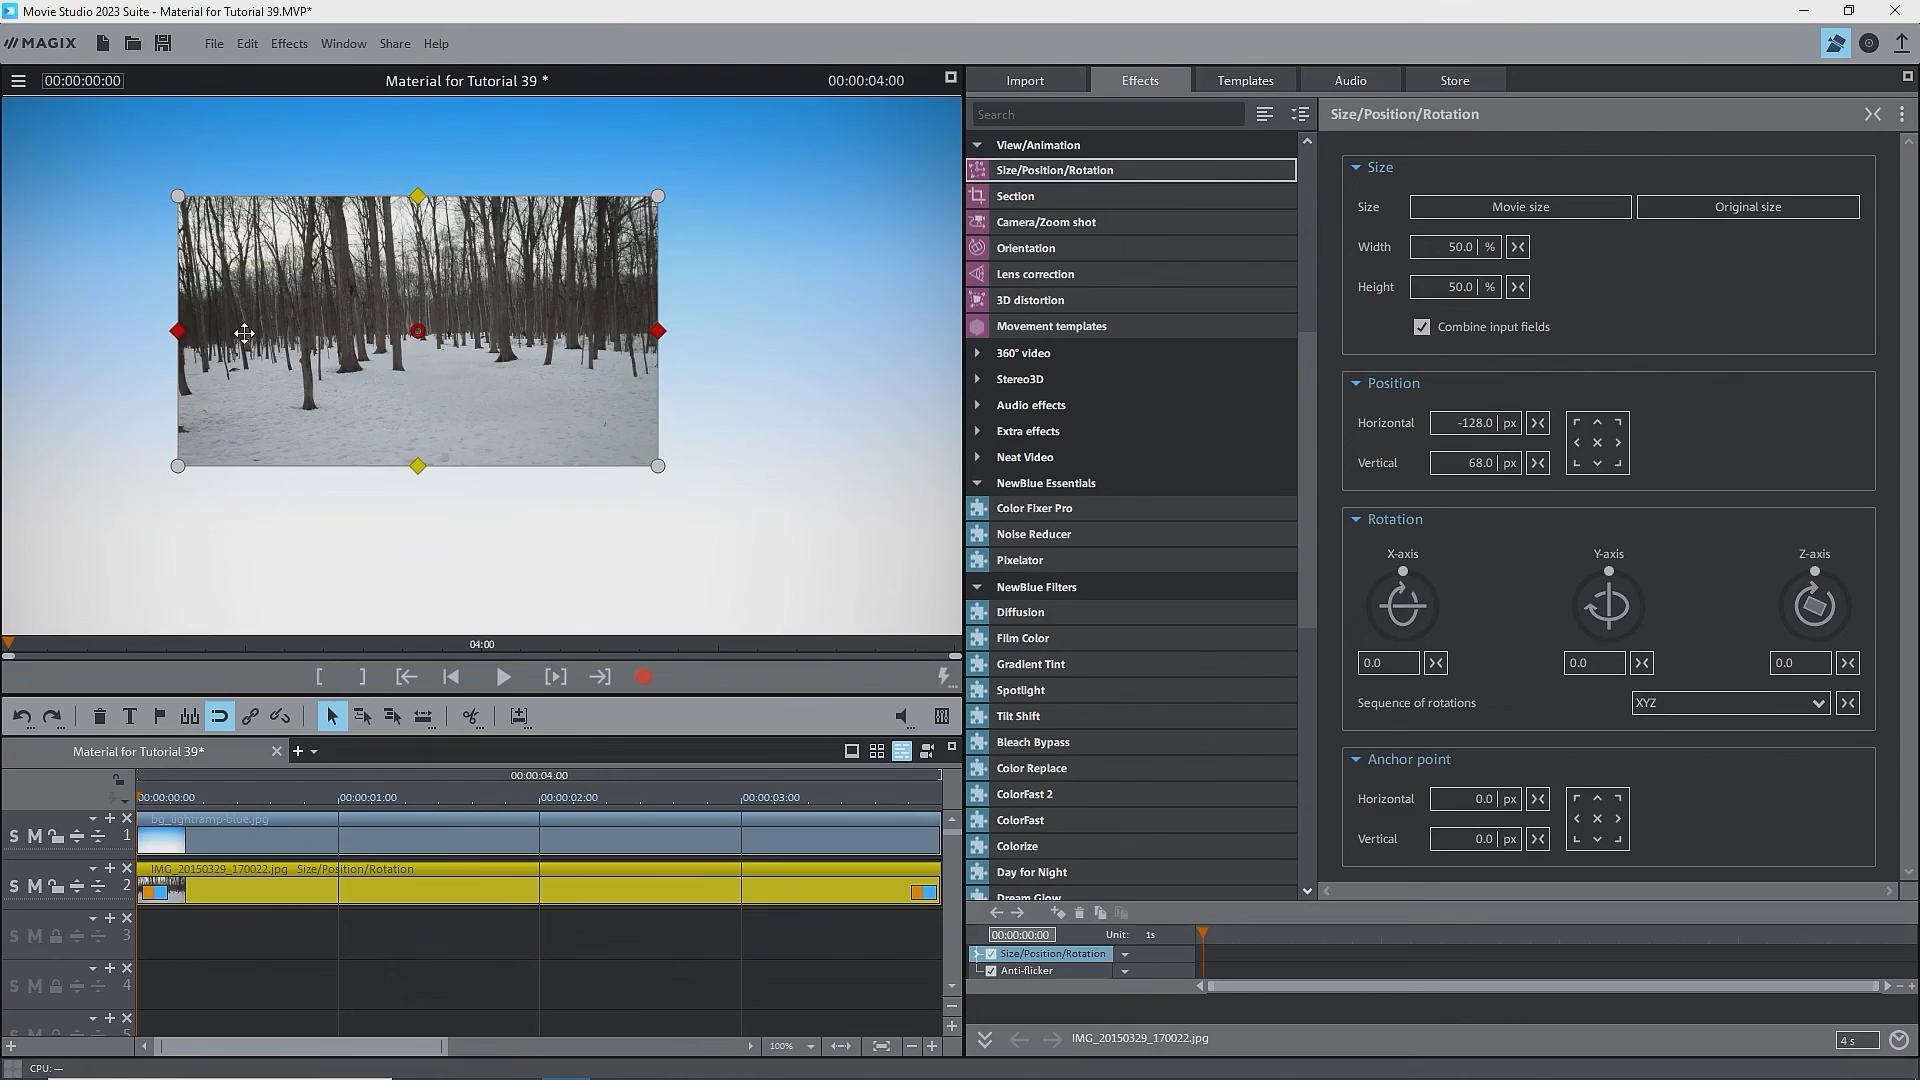 Movie Studio 2023 Suite - Material for Tutorial 39.MVP*
MAGIX File Edit Effects Window Share Help
00:00:00:00 Material for Tutorial 39 * 00:00:04:00
Import Effects Templates Audio Store
Search
Size/Position/Rotation
View/Animation
Size/Position/Rotation
Section
Camera/Zoom shot
Orientation
Lens correction
3D distortion
Movement templates
360° video
Stereo3D
Audio effects
Extra effects
Neat Video
NewBlue Essentials
Color Fixer Pro
Noise Reducer
Pixelator
NewBlue Filters
Diffusion
Film Color
Gradient Tint
Spotlight
Tilt Shift
Bleach Bypass
Color Replace
ColorFast 2
ColorFast
Colorize
Day for Night
Dream Glow
Size
Size Movie size Original size
Width 50.0 %
Height 50.0 %
Combine input fields
Position
Horizontal -128.0 px
Vertical 68.0 px
Rotation
X-axis Y-axis Z-axis
0.0 0.0 0.0
Sequence of rotations XYZ
Anchor point
Horizontal 0.0 px
Vertical 0.0 px
04:00
Material for Tutorial 39*
00:00:04:00
00:00:00:00 00:00:01:00 00:00:02:00 00:00:03:00
bg_lightramp-blue.jpg
S M 1
IMG_20150329_170022.jpg Size/Position/Rotation
S M 2
S M 3
S M 4
5
100%
00:00:00:00 Unit: 1s
Size/Position/Rotation
Anti-flicker
IMG_20150329_170022.jpg 4 s
CPU: —